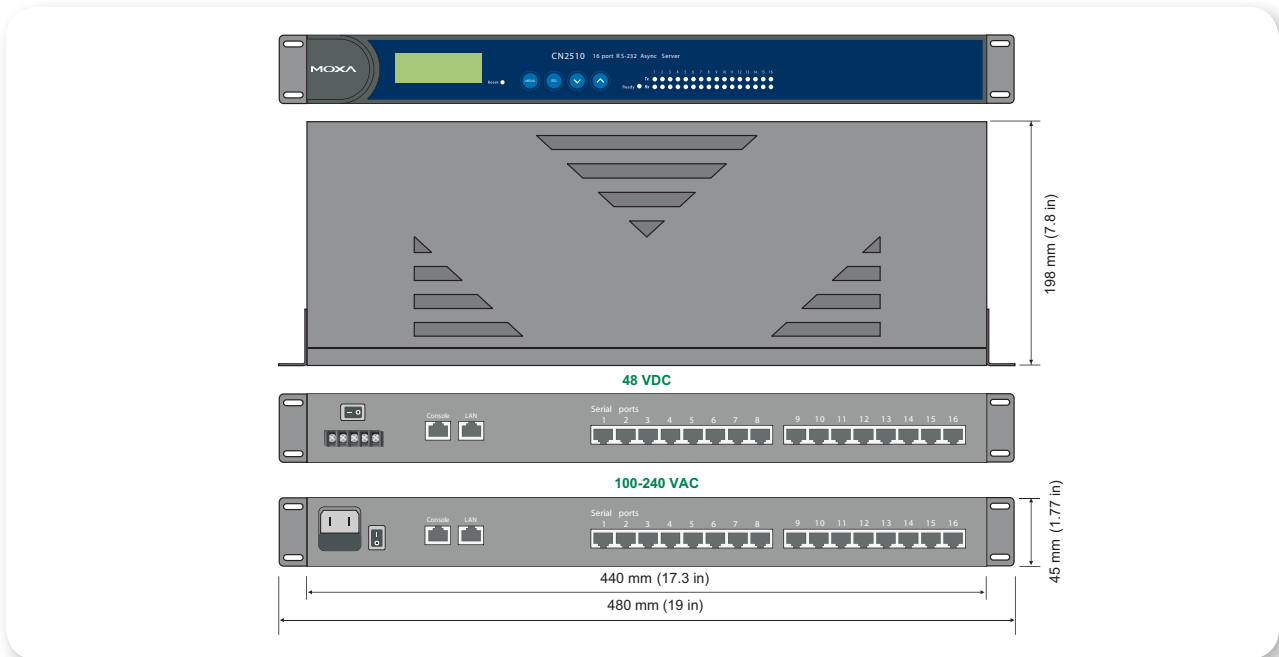 MOXA
CN2510 16 port RS-232 Async Server
Reset
MENU
SEL
1 2 3 4 5 6 7 8 9 10 11 12 13 14 15 16
Tx
Ready Rx
198 mm (7.8 in)
48 VDC
Console LAN
Serial ports
1 2 3 4 5 6 7 8 9 10 11 12 13 14 15 16
100-240 VAC
Console LAN
Serial ports
1 2 3 4 5 6 7 8 9 10 11 12 13 14 15 16
45 mm (1.77 in)
440 mm (17.3 in)
480 mm (19 in)